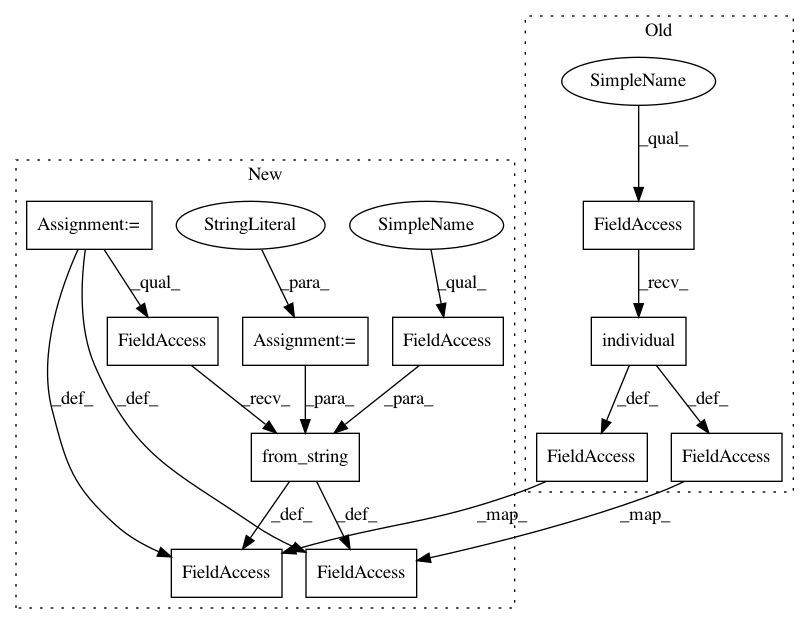 Old
SimpleName
_qual_
New
Assignment:=
StringLiteral
SimpleName
FieldAccess
_qual_
_para_
_qual_
_recv_
FieldAccess
Assignment:=
FieldAccess
individual
_def_
_def_
_recv_
_para_
_para_
_def_
_def_
from_string
FieldAccess
FieldAccess
_def_
_def_
_map_
_map_
FieldAccess
FieldAccess